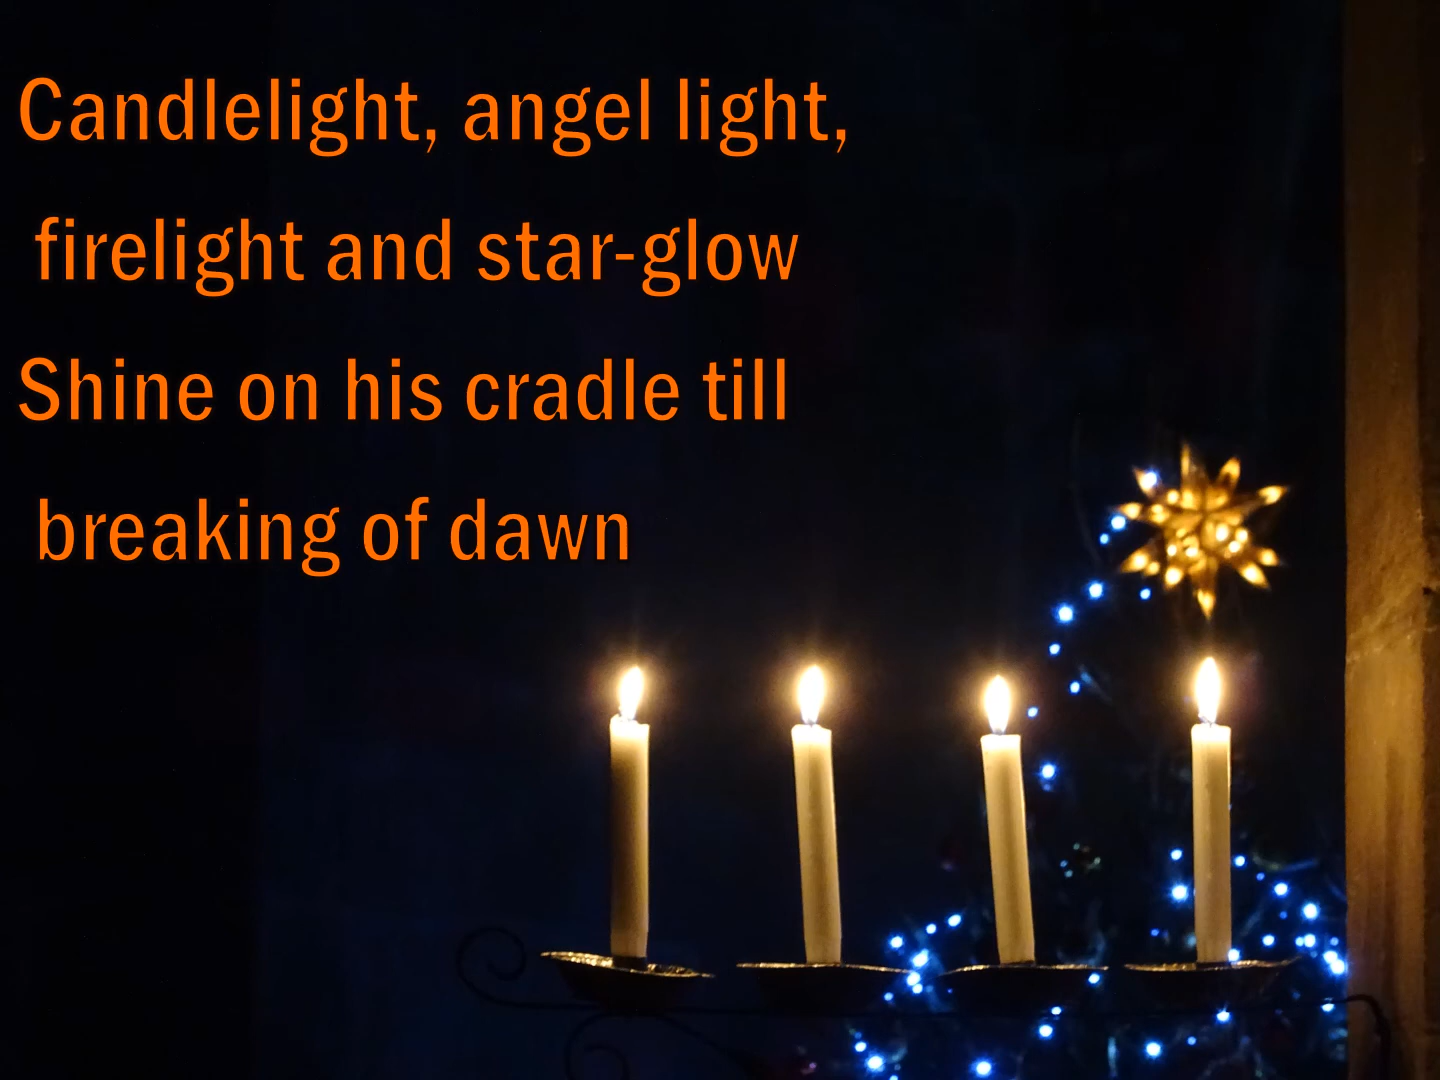 Candlelight, angel light,
firelight and star-glow
Shine on his cradle till
breaking of dawn